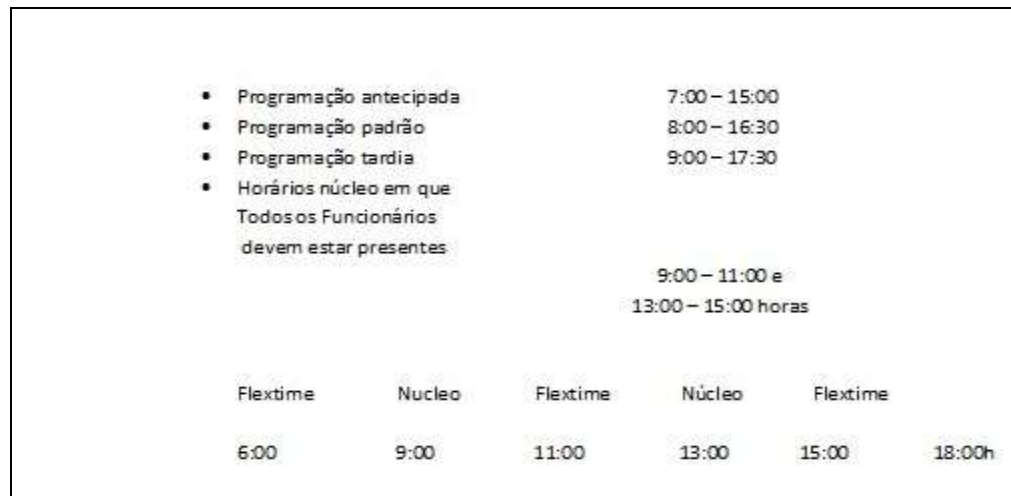 • Programação antecipada 7:00 – 15:00
• Programação padrão 8:00 – 16:30
• Programação tardia 9:00 – 17:30
• Horários núcleo em que
Todos os Funcionários
devem estar presentes
9:00 – 11:00 e
13:00 – 15:00 horas
Flextime Nucleo Flextime Núcleo Flextime
6:00 9:00 11:00 13:00 15:00 18:00h